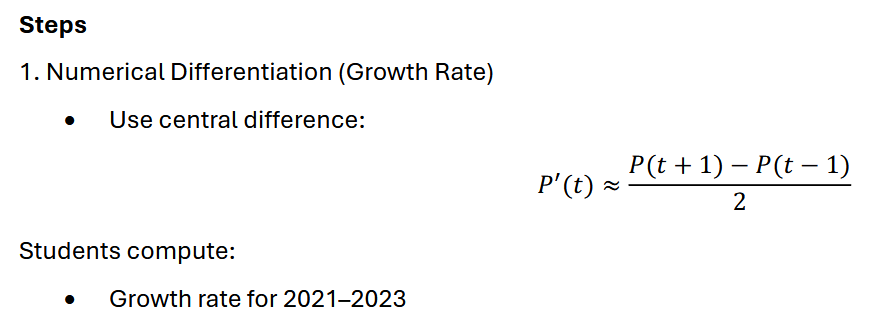 Steps
1. Numerical Differentiation (Growth Rate)
• Use central difference:
P′(t) ≈ (P(t + 1) − P(t − 1)) / 2
Students compute:
• Growth rate for 2021–2023